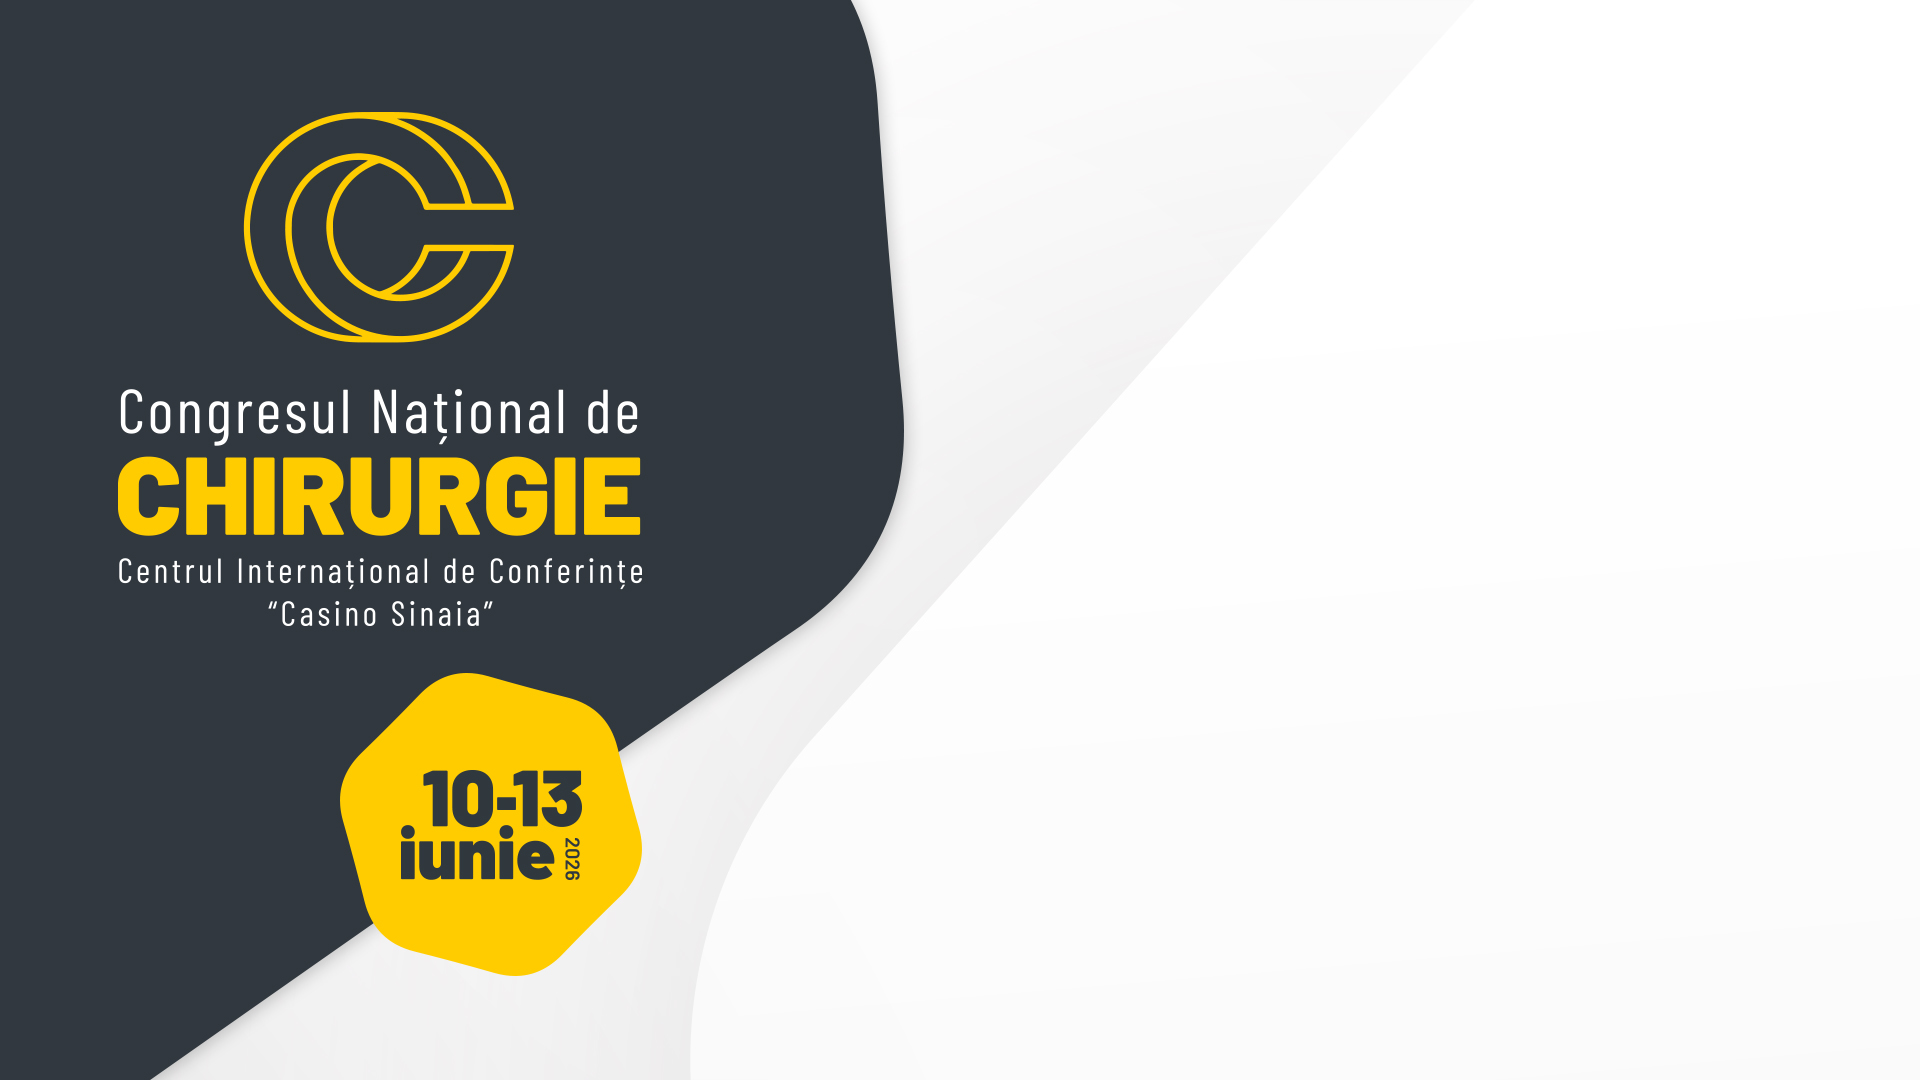 Congresul Național de
CHIRURGIE
Centrul Internațional de Conferințe
“Casino Sinaia”
10-13
iunie 2026